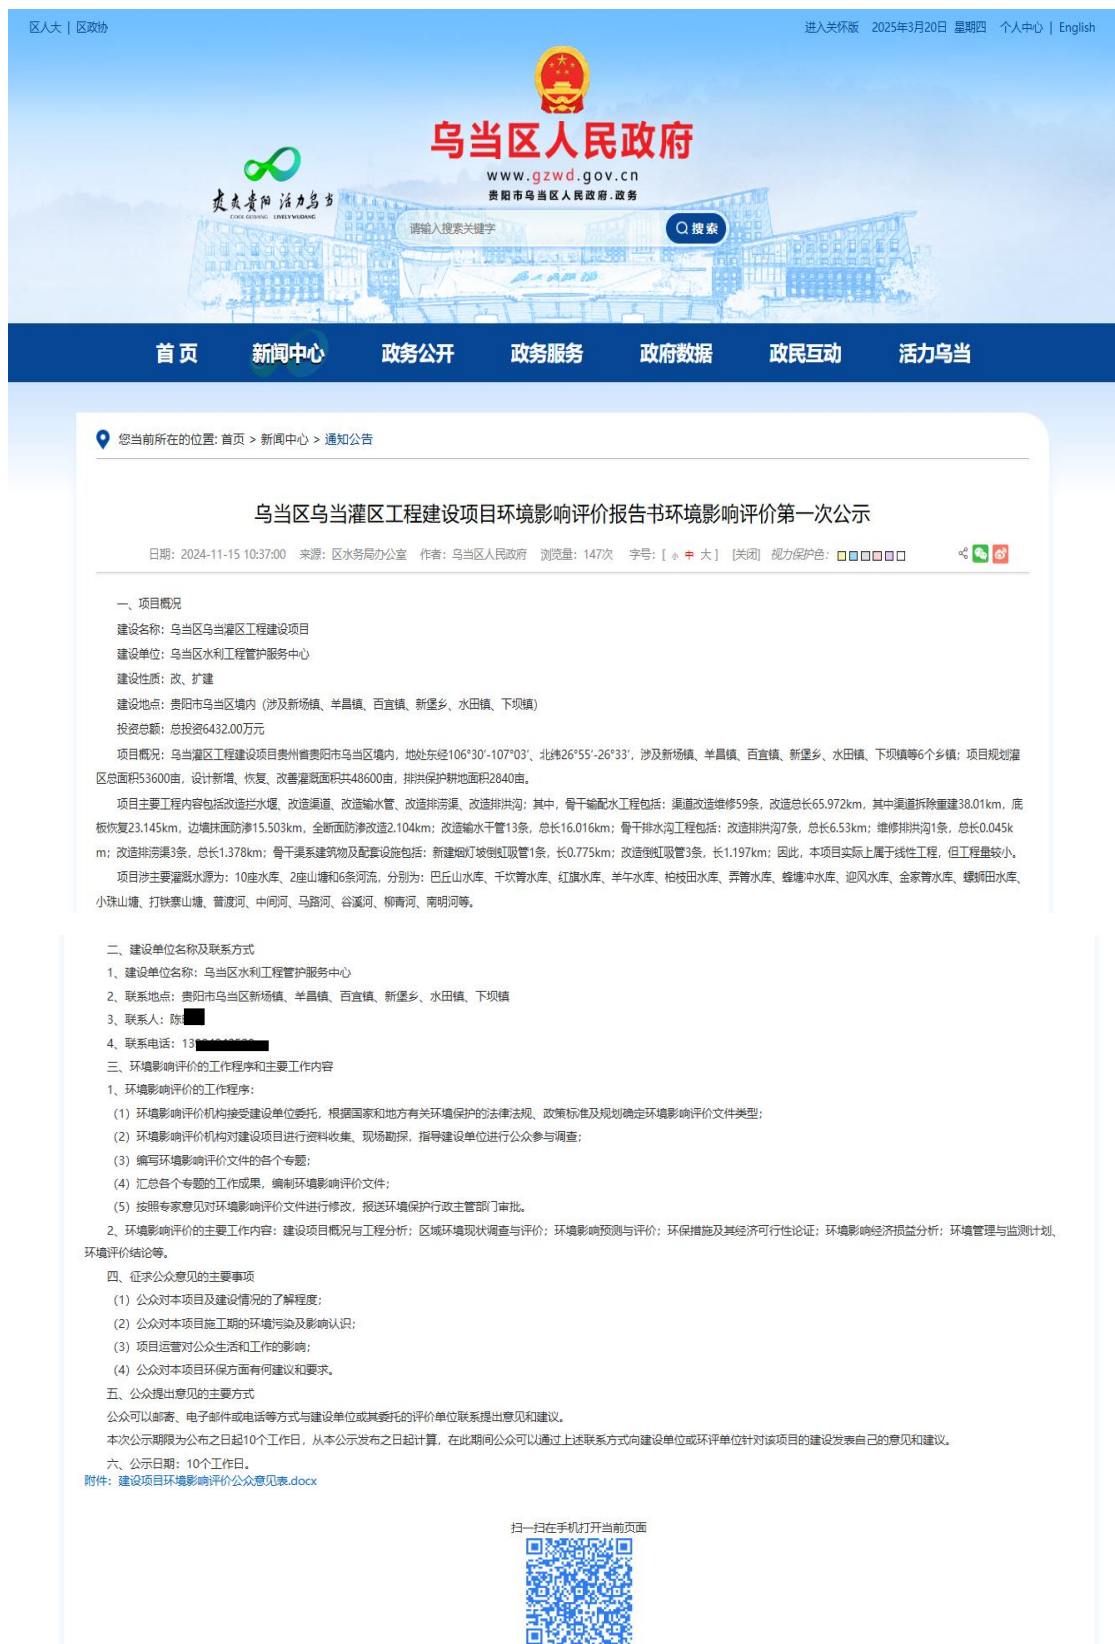 区人大 | 区政协
进入关怀版 2025年3月20日 星期四 个人中心 | English
乌当区人民政府
www.gzwd.gov.cn
贵阳市乌当区人民政府.政务
爽爽贵阳 活力乌当
COOL GUIYANG LIVELY WUDANG
请输入搜索关键字
搜索
首页 新闻中心 政务公开 政务服务 政府数据 政民互动 活力乌当
您当前所在的位置: 首页 > 新闻中心 > 通知公告
乌当区乌当灌区工程建设项目环境影响评价报告书环境影响评价第一次公示
日期：2024-11-15 10:37:00 来源：区水务局办公室 作者：乌当区人民政府 浏览量：147次 字号：[ 小 中 大 ] [关闭] 视力保护色：
一、项目概况
建设名称：乌当区乌当灌区工程建设项目
建设单位：乌当区水利工程管护服务中心
建设性质：改、扩建
建设地点：贵阳市乌当区境内（涉及新场镇、羊昌镇、百宜镇、新堡乡、水田镇、下坝镇）
投资总额：总投资6432.00万元
项目概况：乌当灌区工程建设项目贵州省贵阳市乌当区境内，地处东经106°30′-107°03′、北纬26°55′-26°33′，涉及新场镇、羊昌镇、百宜镇、新堡乡、水田镇、下坝镇等6个乡镇；项目规划灌
区总面积53600亩，设计新增、恢复、改善灌溉面积共48600亩，排洪保护耕地面积2840亩。
项目主要工程内容包括改造拦水堰、改造渠道、改造输水管、改造排涝渠、改造排洪沟；其中，骨干输配水工程包括：渠道改造维修59条，改造总长65.972km，其中渠道拆除重建38.01km，底
板恢复23.145km，边墙抹面防渗15.503km，全断面防渗改造2.104km；改造输水干管13条，总长16.016km；骨干排水沟工程包括：改造排洪沟7条，总长6.53km；维修排洪沟1条，总长0.045k
m；改造排涝渠3条，总长1.378km；骨干渠系建筑物及配套设施包括：新建烟灯坡倒虹吸管1条，长0.775km；改造倒虹吸管3条，长1.197km；因此，本项目实际上属于线性工程，但工程量较小。
项目涉主要灌溉水源为：10座水库、2座山塘和6条河流，分别为：巴丘山水库、千坎箐水库、红旗水库、羊午水库、柏枝田水库、弄箐水库、蜂塘冲水库、迎风水库、金家箐水库、螺蛳田水库、
小珠山塘、打铁寨山塘、普渡河、中间河、马路河、谷溪河、柳青河、南明河等。
二、建设单位名称及联系方式
1、建设单位名称：乌当区水利工程管护服务中心
2、联系地点：贵阳市乌当区新场镇、羊昌镇、百宜镇、新堡乡、水田镇、下坝镇
3、联系人：陈
4、联系电话：13
三、环境影响评价的工作程序和主要工作内容
1、环境影响评价的工作程序：
（1）环境影响评价机构接受建设单位委托，根据国家和地方有关环境保护的法律法规、政策标准及规划确定环境影响评价文件类型；
（2）环境影响评价机构对建设项目进行资料收集、现场勘探，指导建设单位进行公众参与调查；
（3）编写环境影响评价文件的各个专题；
（4）汇总各个专题的工作成果，编制环境影响评价文件；
（5）按照专家意见对环境影响评价文件进行修改，报送环境保护行政主管部门审批。
2、环境影响评价的主要工作内容：建设项目概况与工程分析；区域环境现状调查与评价；环境影响预测与评价；环保措施及其经济可行性论证；环境影响经济损益分析；环境管理与监测计划、
环境评价结论等。
四、征求公众意见的主要事项
（1）公众对本项目及建设情况的了解程度；
（2）公众对本项目施工期的环境污染及影响认识；
（3）项目运营对公众生活和工作的影响；
（4）公众对本项目环保方面有何建议和要求。
五、公众提出意见的主要方式
公众可以邮寄、电子邮件或电话等方式与建设单位或其委托的评价单位联系提出意见和建议。
本次公示期限为公布之日起10个工作日，从本公示发布之日起计算，在此期间公众可以通过上述联系方式向建设单位或环评单位针对该项目的建设发表自己的意见和建议。
六、公示日期：10个工作日。
附件：建设项目环境影响评价公众意见表.docx
扫一扫在手机打开当前页面